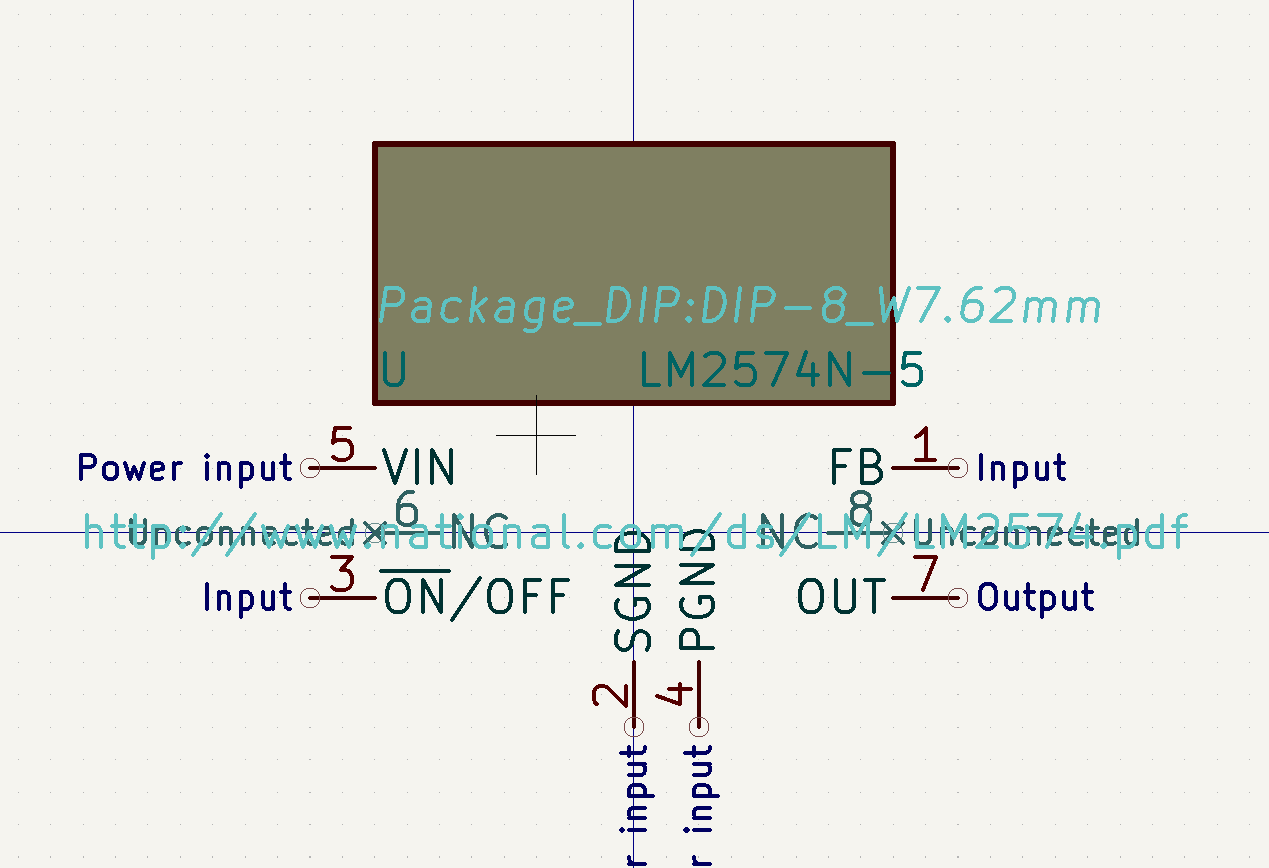 Package_DIP:DIP-8_W7.62mm
U LM2574N-5
Power input 5 VIN
FB 1 Input
Unconnected 6 NC
NC 8 Unconnected
http://www.national.com/ds/LM/LM2574.pdf
Input 3 ON/OFF
OUT 7 Output
SGND
PGND
2
4
r input
r input